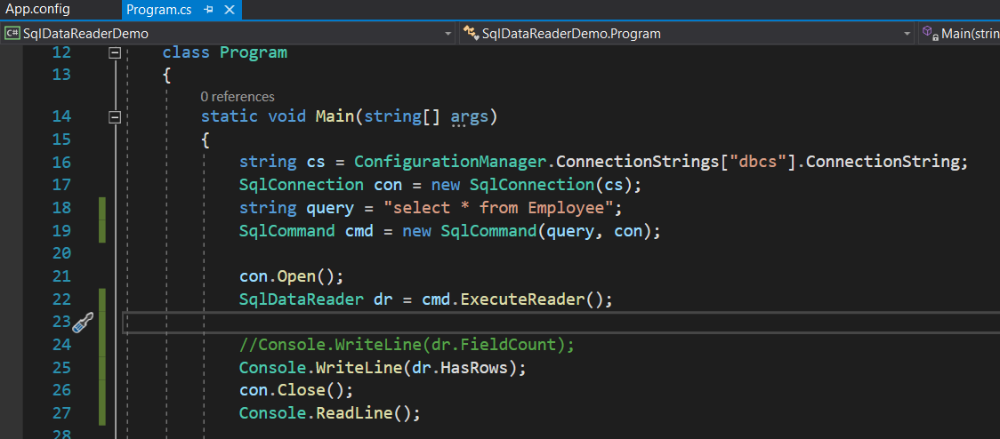 App.config Program.cs
C# SqlDataReaderDemo SqlDataReaderDemo.Program Main(strin
12 class Program
13 {
0 references
14 static void Main(string[] args)
15 {
16 string cs = ConfigurationManager.ConnectionStrings["dbcs"].ConnectionString;
17 SqlConnection con = new SqlConnection(cs);
18 string query = "select * from Employee";
19 SqlCommand cmd = new SqlCommand(query, con);
20
21 con.Open();
22 SqlDataReader dr = cmd.ExecuteReader();
23
24 //Console.WriteLine(dr.FieldCount);
25 Console.WriteLine(dr.HasRows);
26 con.Close();
27 Console.ReadLine();
28